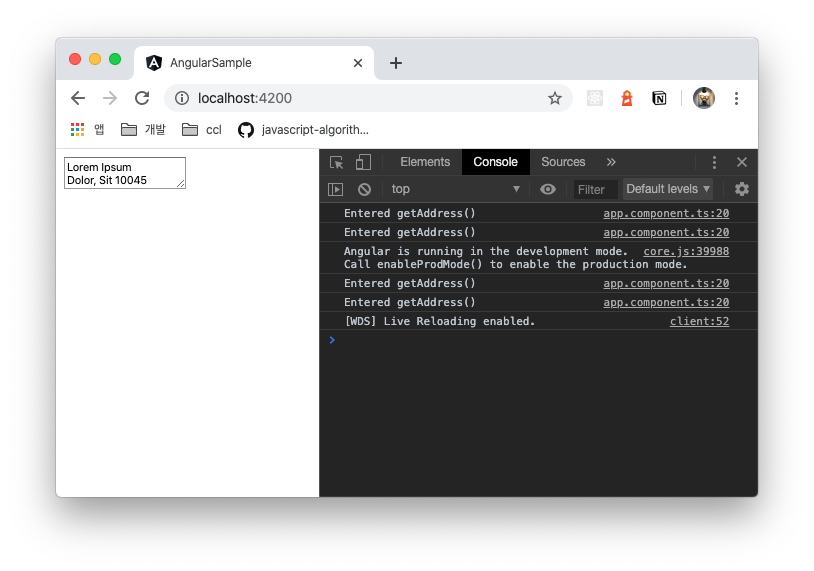 AngularSample
localhost:4200
앱 개발 ccl javascript-algorith...
Lorem Ipsum
Dolor, Sit 10045
Elements Console Sources »
top Filter Default levels
Entered getAddress() app.component.ts:20
Entered getAddress() app.component.ts:20
Angular is running in the development mode. core.js:39988
Call enableProdMode() to enable the production mode.
Entered getAddress() app.component.ts:20
Entered getAddress() app.component.ts:20
[WDS] Live Reloading enabled. client:52